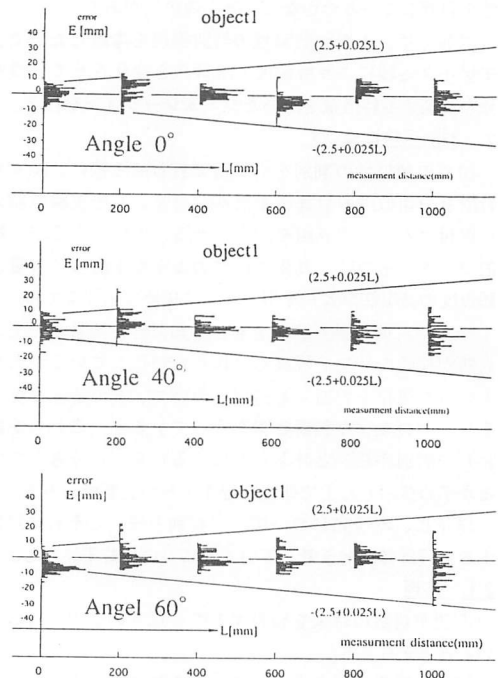 error
object1
E [mm]
40
30
20
10
0
-10
-20
-30
-40
(2.5+0.025L)
-(2.5+0.025L)
Angle 0°
L[mm]
measurment distance(mm)
0 200 400 600 800 1000
error
object1
E [mm]
40
30
20
10
0
-10
-20
-30
-40
(2.5+0.025L)
-(2.5+0.025L)
Angle 40°
L[mm]
measurment distance(mm)
0 200 400 600 800 1000
error
object1
E [mm]
40
30
20
10
0
-10
-20
-30
-40
(2.5+0.025L)
-(2.5+0.025L)
Angel 60°
L[mm]
measurment distance(mm)
0 200 400 600 800 1000